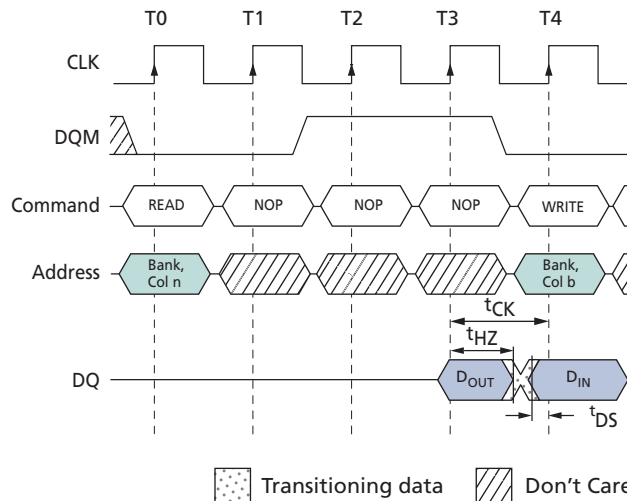 T0 T1 T2 T3 T4
CLK
DQM
Command READ NOP NOP NOP WRITE
Address Bank, Col n Bank, Col b
tCK
tHZ
DQ DOUT DIN
tDS
Transitioning data Don't Care